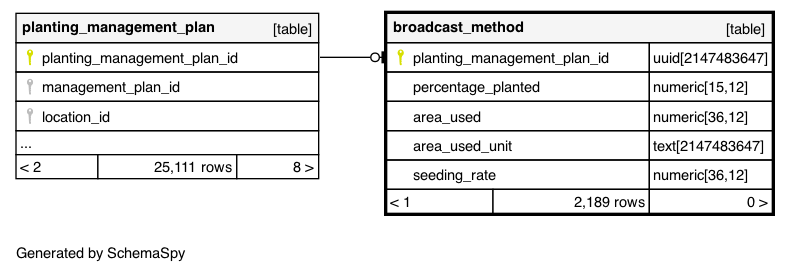 planting_management_plan [table]
planting_management_plan_id
management_plan_id
location_id
...
< 2 25,111 rows 8 >
broadcast_method [table]
planting_management_plan_id uuid[2147483647]
percentage_planted numeric[15,12]
area_used numeric[36,12]
area_used_unit text[2147483647]
seeding_rate numeric[36,12]
< 1 2,189 rows 0 >
Generated by SchemaSpy